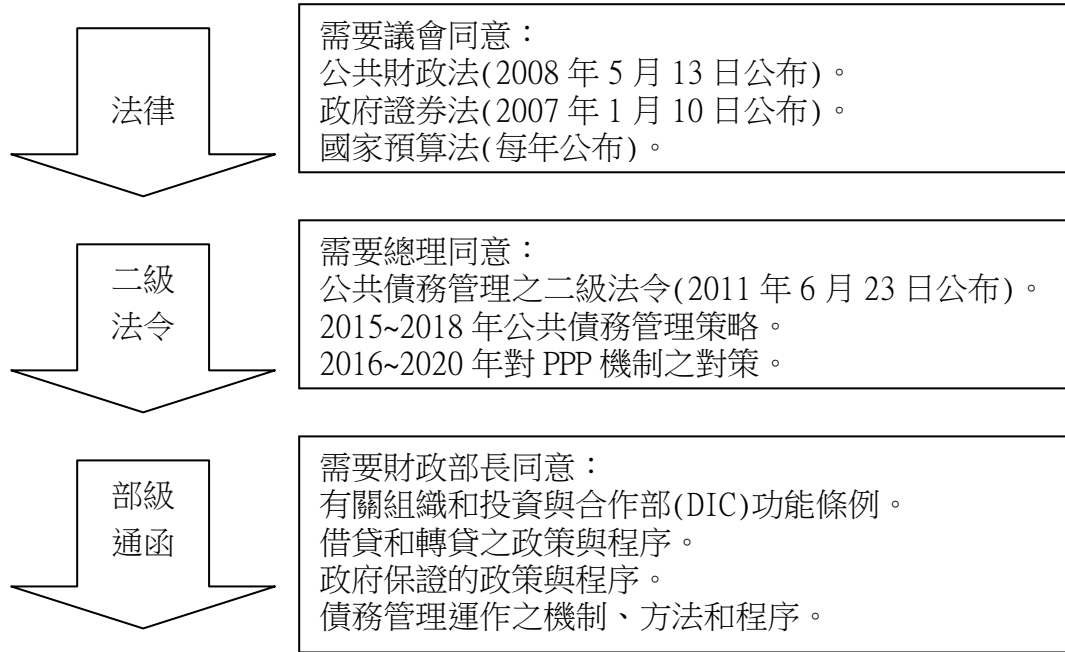 法律
需要議會同意：
公共財政法(2008 年 5 月 13 日公布)。
政府證券法(2007 年 1 月 10 日公布)。
國家預算法(每年公布)。
二級
法令
需要總理同意：
公共債務管理之二級法令(2011 年 6 月 23 日公布)。
2015~2018 年公共債務管理策略。
2016~2020 年對 PPP 機制之對策。
部級
通函
需要財政部長同意：
有關組織和投資與合作部(DIC)功能條例。
借貸和轉貸之政策與程序。
政府保證的政策與程序。
債務管理運作之機制、方法和程序。